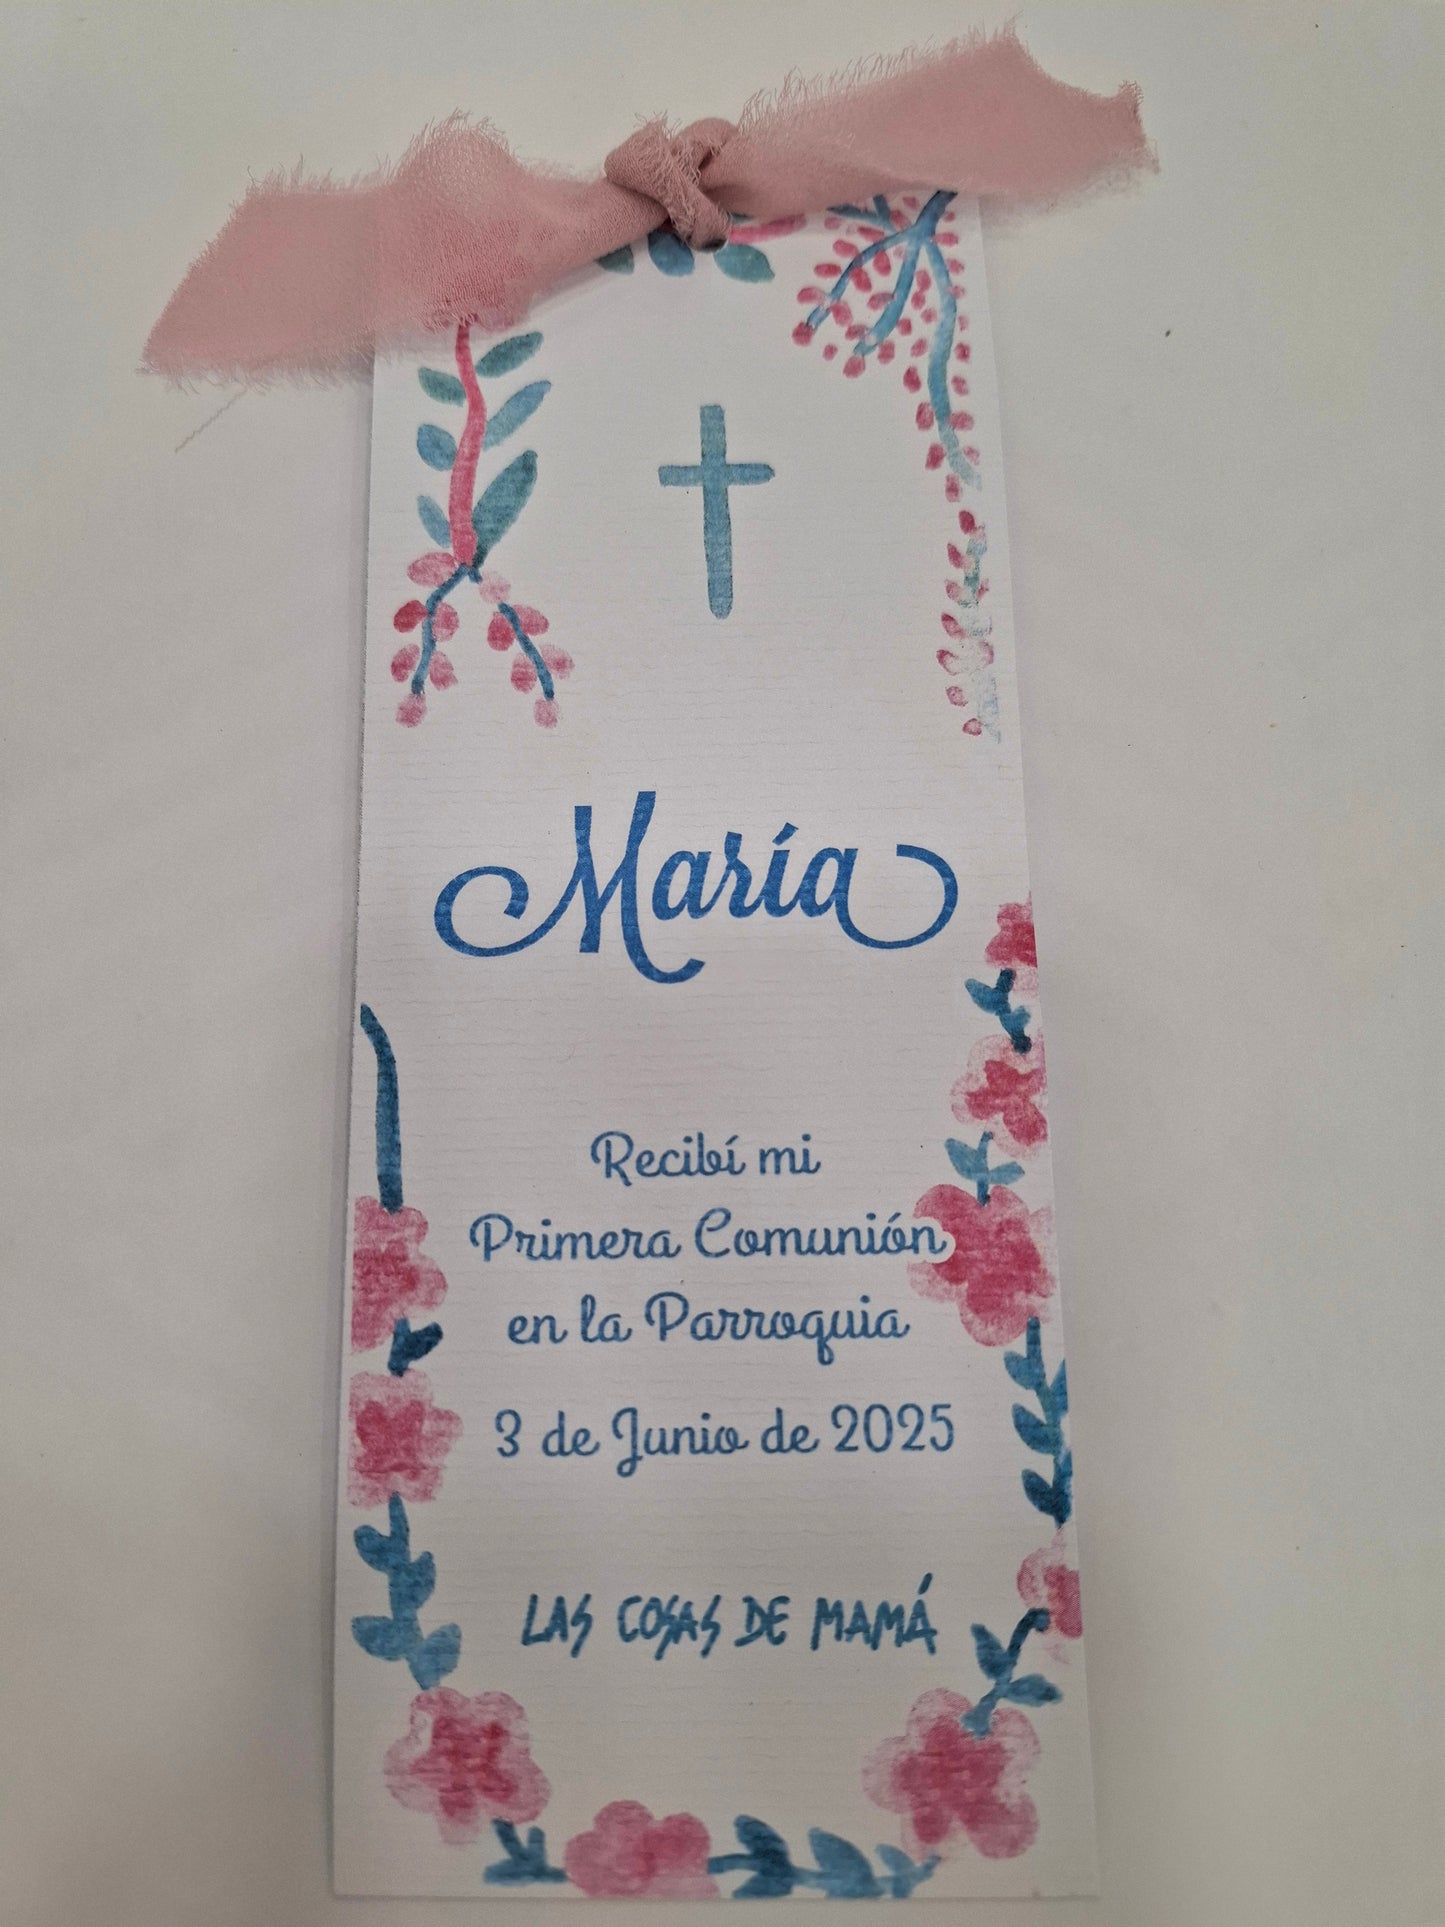 María
Recibí mi
Primera Comunión
en la Parroquia
3 de Junio de 2025
LAS COSAS DE MAMÁ